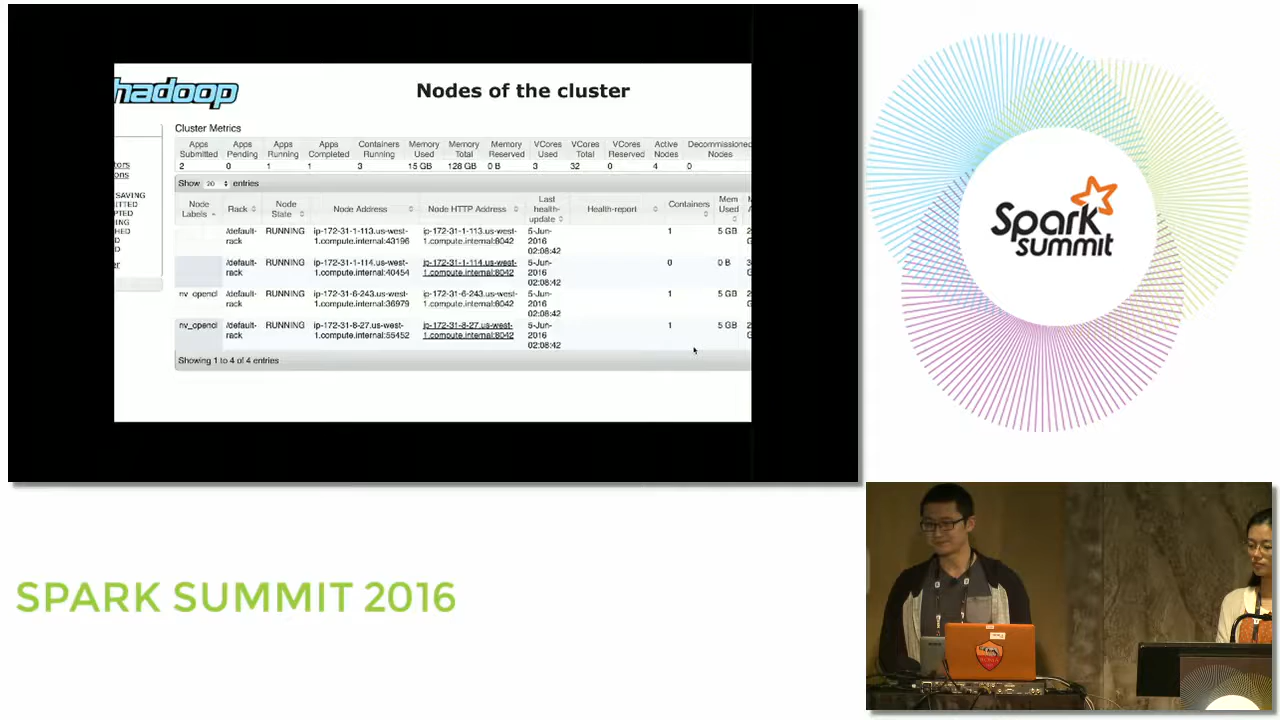 hadoop
Nodes of the cluster
Cluster Metrics
Apps Submitted Apps Pending Apps Running Apps Completed Containers Running Memory Used Memory Total Memory Reserved VCores Used VCores Total VCores Reserved Active Nodes Decommissioned Nodes
2 0 1 1 3 15 GB 128 GB 0 B 3 32 0 4 0
Show 20 entries
Node Labels Rack Node State Node Address Node HTTP Address Last health-update Health-report Containers Mem Used
/default-rack RUNNING ip-172-31-1-113.us-west-1.compute.internal:43196 ip-172-31-1-113.us-west-1.compute.internal:8042 5-Jun-2016 02:08:42 1 5 GB
/default-rack RUNNING ip-172-31-1-114.us-west-1.compute.internal:40454 ip-172-31-1-114.us-west-1.compute.internal:8042 5-Jun-2016 02:08:42 0 0 B
nv_opencl /default-rack RUNNING ip-172-31-6-243.us-west-1.compute.internal:36979 ip-172-31-6-243.us-west-1.compute.internal:8042 5-Jun-2016 02:08:42 1 5 GB
nv_opencl /default-rack RUNNING ip-172-31-8-27.us-west-1.compute.internal:55452 ip-172-31-8-27.us-west-1.compute.internal:8042 5-Jun-2016 02:08:42 1 5 GB
Showing 1 to 4 of 4 entries
tors
ons
SAVING
ITTED
PTED
ING
HED
D
D
er
Spark
summit
SPARK SUMMIT 2016
ROMA